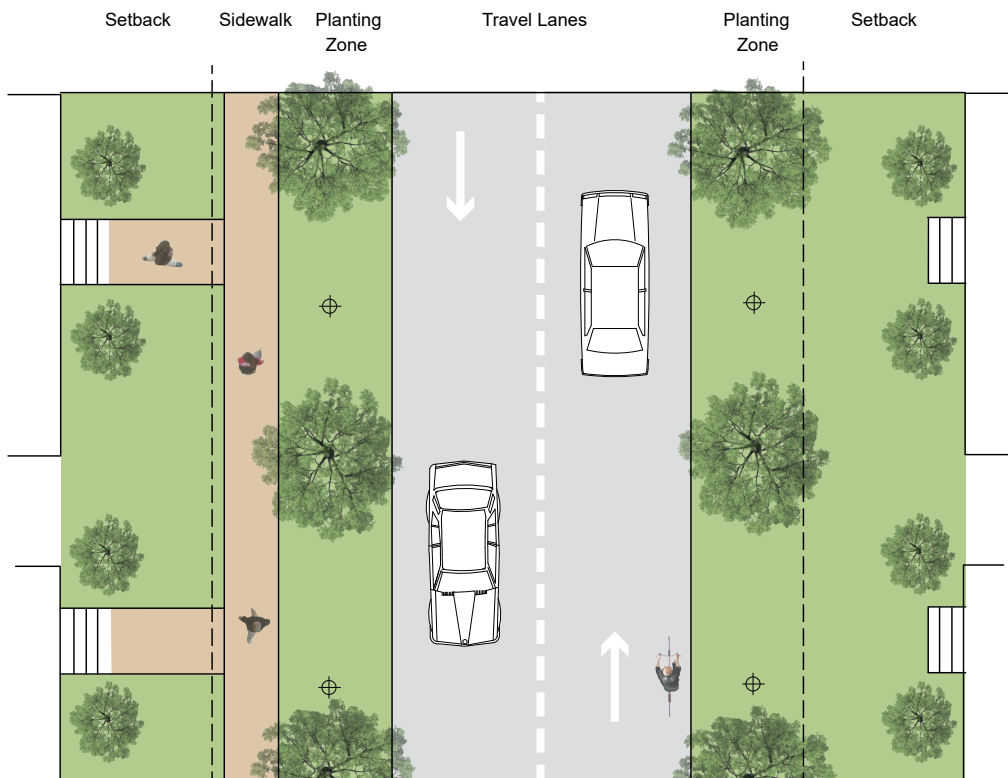 Setback
Sidewalk
Planting
Zone
Travel Lanes
Planting
Zone
Setback